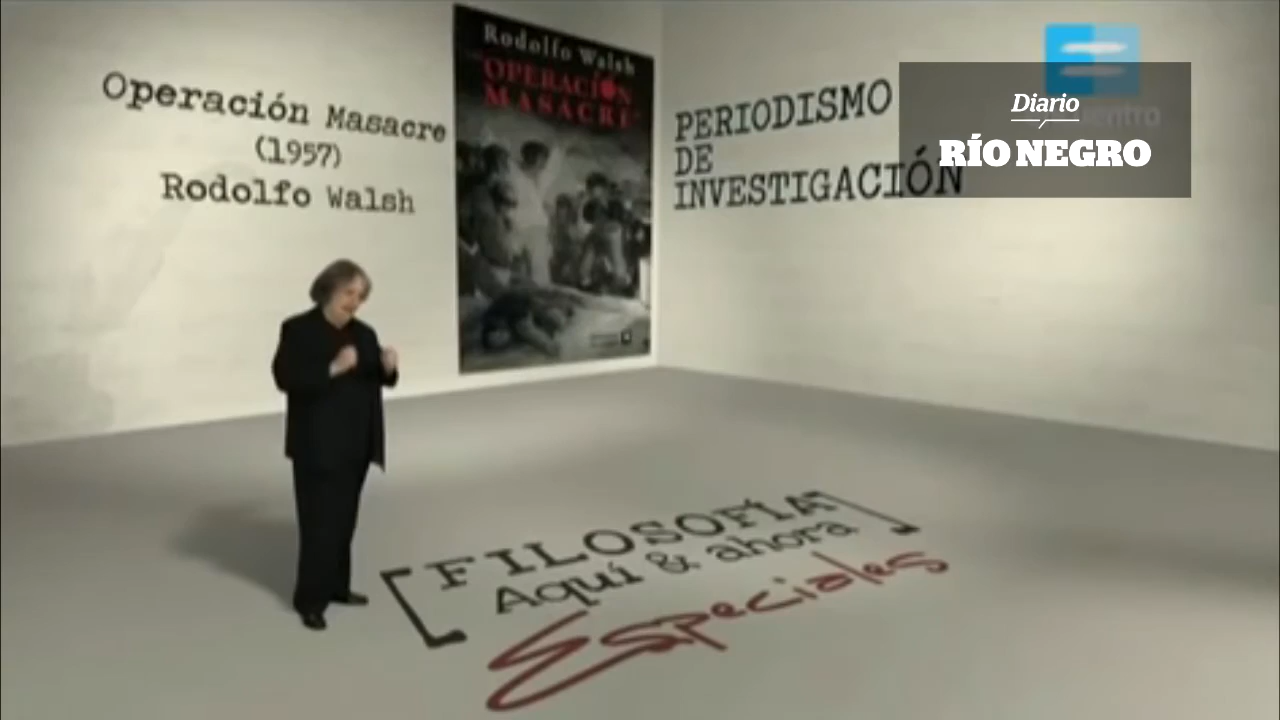 Operación Masacre
(1957)
Rodolfo Walsh
Rodolfo Walsh
OPERACIÓN
MASACRE
PERIODISMO
DE
INVESTIGACIÓN
Diario
RÍO NEGRO
FILOSOFÍA
Aquí & ahora
Especiales